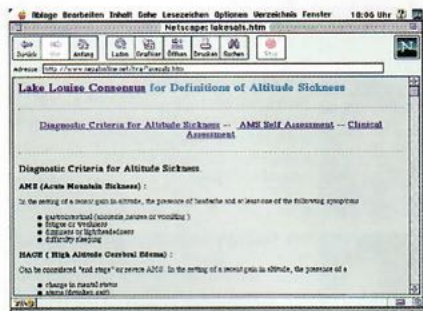 Ablage Bearbeiten Inhalt Gehe Lesezeichen Optionen Verzeichnis Fenster 18:06 Uhr
Netscape: lakesals.htm
Zurück Anfang Laden Grafiken Öffnen Drucken Suchen Stop
Adresse
Lake Louise Consensus for Definitions of Altitude Sickness
Diagnostic Criteria for Altitude Sickness -- AMS Self Assessment -- Clinical
Assessment
Diagnostic Criteria for Altitude Sickness
AMS (Acute Mountain Sickness) :
In the setting of a recent gain in altitude, the presence of headache and at least one of the following symptoms
gastrointestinal (anorexia, nausea or vomiting )
fatigue or weakness
dizziness or lightheadedness
difficulty sleeping
HACE ( High Altitude Cerebral Edema) :
Can be considered "end stage" or severe AMS. In the setting of a recent gain in altitude, the presence of a
change in mental status